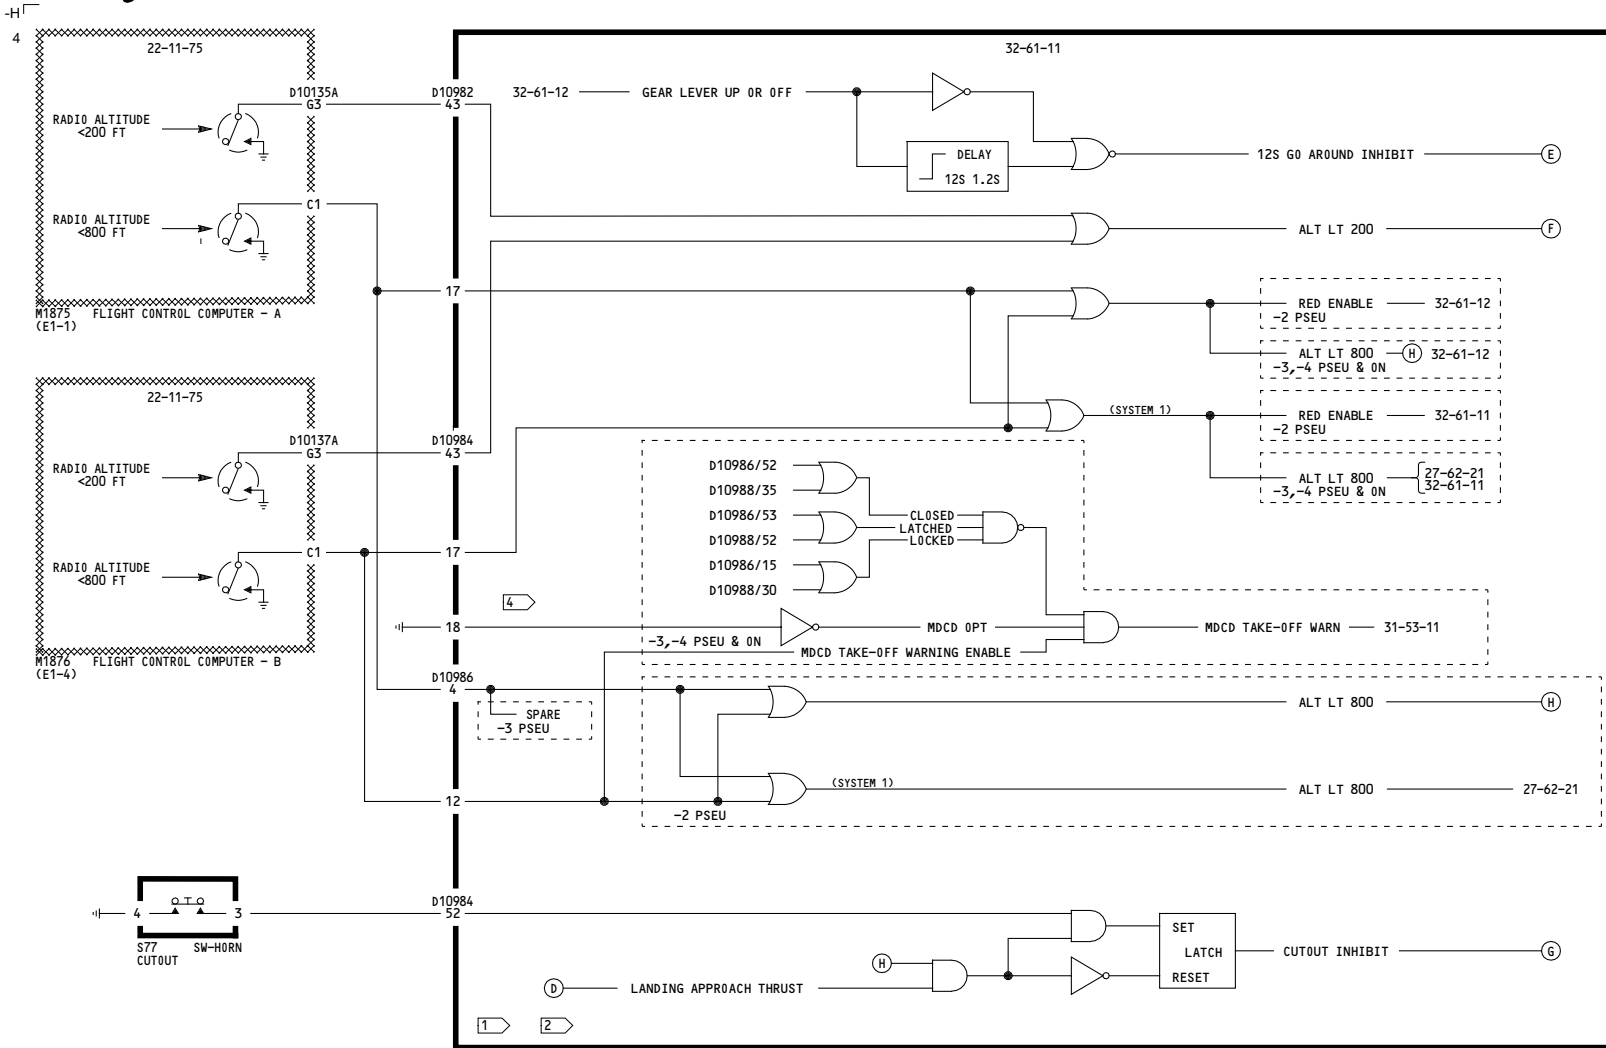 -H
4
22-11-75
RADIO ALTITUDE
<200 FT
D10135A
G3
RADIO ALTITUDE
<800 FT
C1
M1875
(E1-1)
FLIGHT CONTROL COMPUTER - A
22-11-75
RADIO ALTITUDE
<200 FT
D10137A
G3
RADIO ALTITUDE
<800 FT
C1
M1876
(E1-4)
FLIGHT CONTROL COMPUTER - B
D10982
43
17
D10984
43
17
18
D10986
4
12
D10984
52
4
3
S77
CUTOUT
SW-HORN
32-61-11
32-61-12
GEAR LEVER UP OR OFF
DELAY
12S 1.2S
12S GO AROUND INHIBIT
E
ALT LT 200
F
RED ENABLE
32-61-12
-2 PSEU
ALT LT 800
H
32-61-12
-3,-4 PSEU & ON
(SYSTEM 1)
RED ENABLE
32-61-11
-2 PSEU
ALT LT 800
27-62-21
32-61-11
-3,-4 PSEU & ON
D10986/52
D10988/35
D10986/53
D10988/52
D10986/15
D10988/30
CLOSED
LATCHED
LOCKED
4
-3,-4 PSEU & ON
MDCD OPT
MDCD TAKE-OFF WARNING ENABLE
MDCD TAKE-OFF WARN
31-53-11
SPARE
-3 PSEU
ALT LT 800
H
(SYSTEM 1)
ALT LT 800
27-62-21
-2 PSEU
H
D
LANDING APPROACH THRUST
SET
LATCH
RESET
CUTOUT INHIBIT
G
1
2